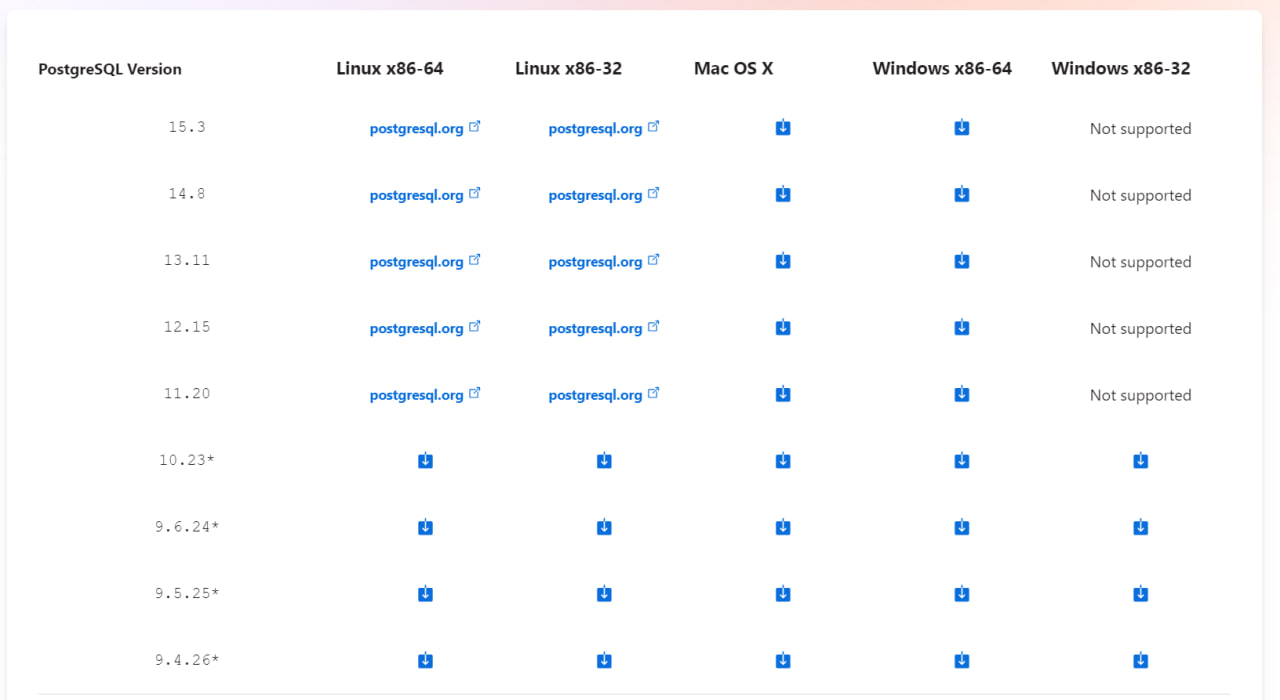 PostgreSQL Version Linux x86-64 Linux x86-32 Mac OS X Windows x86-64 Windows x86-32
15.3 postgresql.org postgresql.org Not supported
14.8 postgresql.org postgresql.org Not supported
13.11 postgresql.org postgresql.org Not supported
12.15 postgresql.org postgresql.org Not supported
11.20 postgresql.org postgresql.org Not supported
10.23*
9.6.24*
9.5.25*
9.4.26*